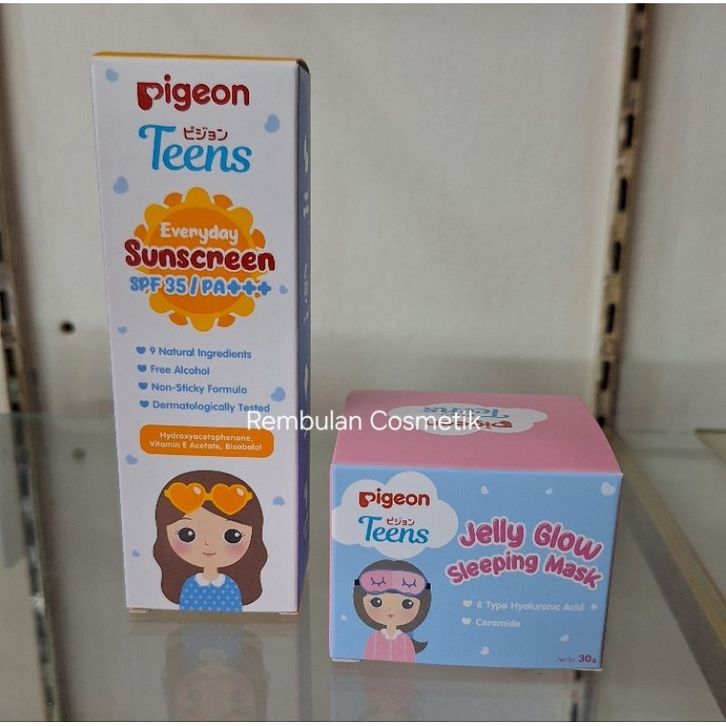 Pigeon
ピジョン
Teens
Everyday
Sunscreen
SPF 35 / PA+++
9 Natural Ingredients
Free Alcohol
Non-Sticky Formula
Dermatologically Tested
Hydroxyacetophenone,
Vitamin E Acetate, Bisabolol
Rembulan Cosmetik
Pigeon
Teens
Pigeon
ピジョン
Teens
Jelly Glow
Sleeping Mask
8 Type Hyaluronic Acid
Ceramide
netto 30g